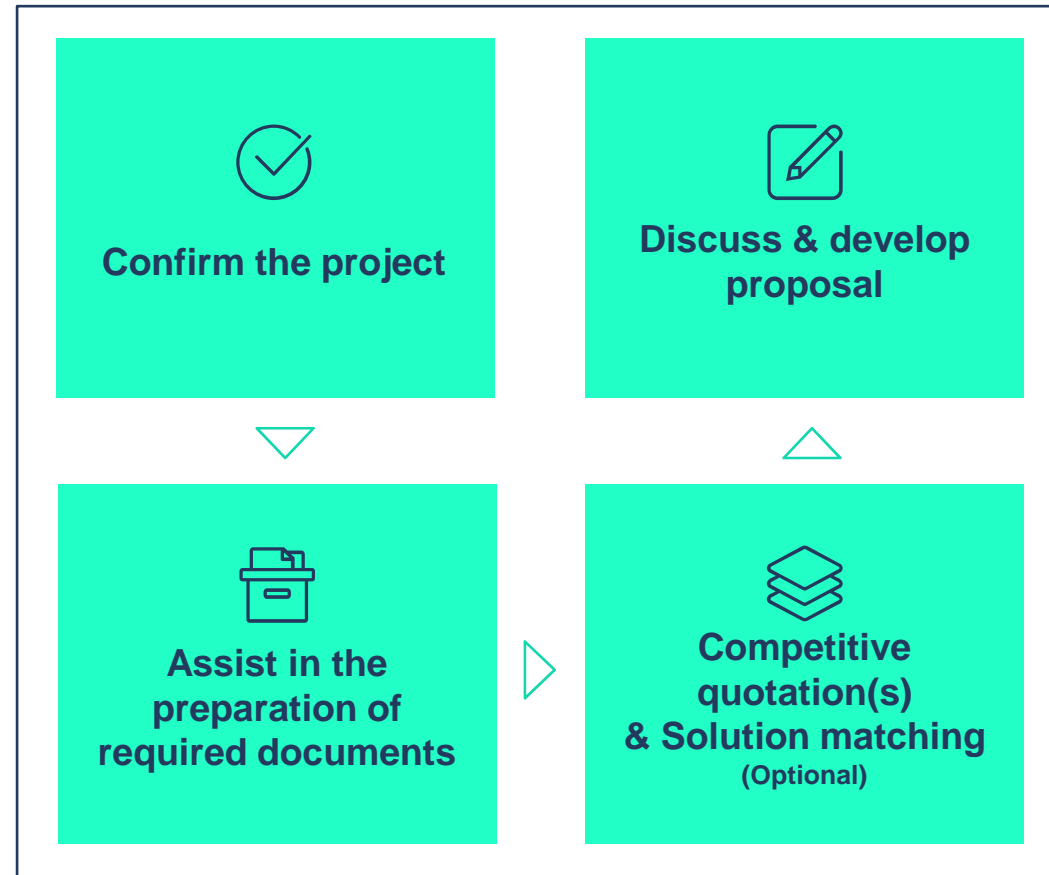 Confirm the project
Assist in the
preparation of
required documents
Competitive
quotation(s)
& Solution matching
(Optional)
Discuss & develop
proposal